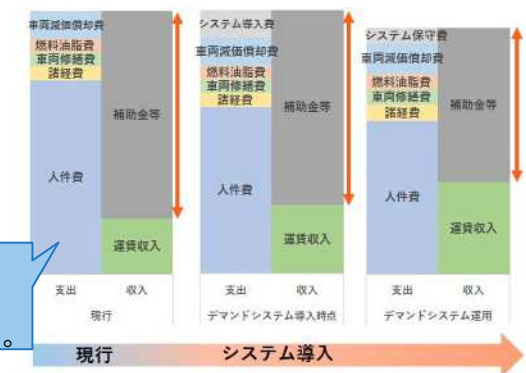 車両減価償却費
燃料油脂費
車両修繕費
諸経費
人件費
補助金等
運賃収入
支出
収入
現行
システム導入費
車両減価償却費
燃料油脂費
車両修繕費
諸経費
人件費
補助金等
運賃収入
支出
収入
デマンドシステム導入時点
システム保守費
車両減価償却費
燃料油脂費
車両修繕費
諸経費
人件費
補助金等
運賃収入
支出
収入
デマンドシステム運用
。
現行
システム導入